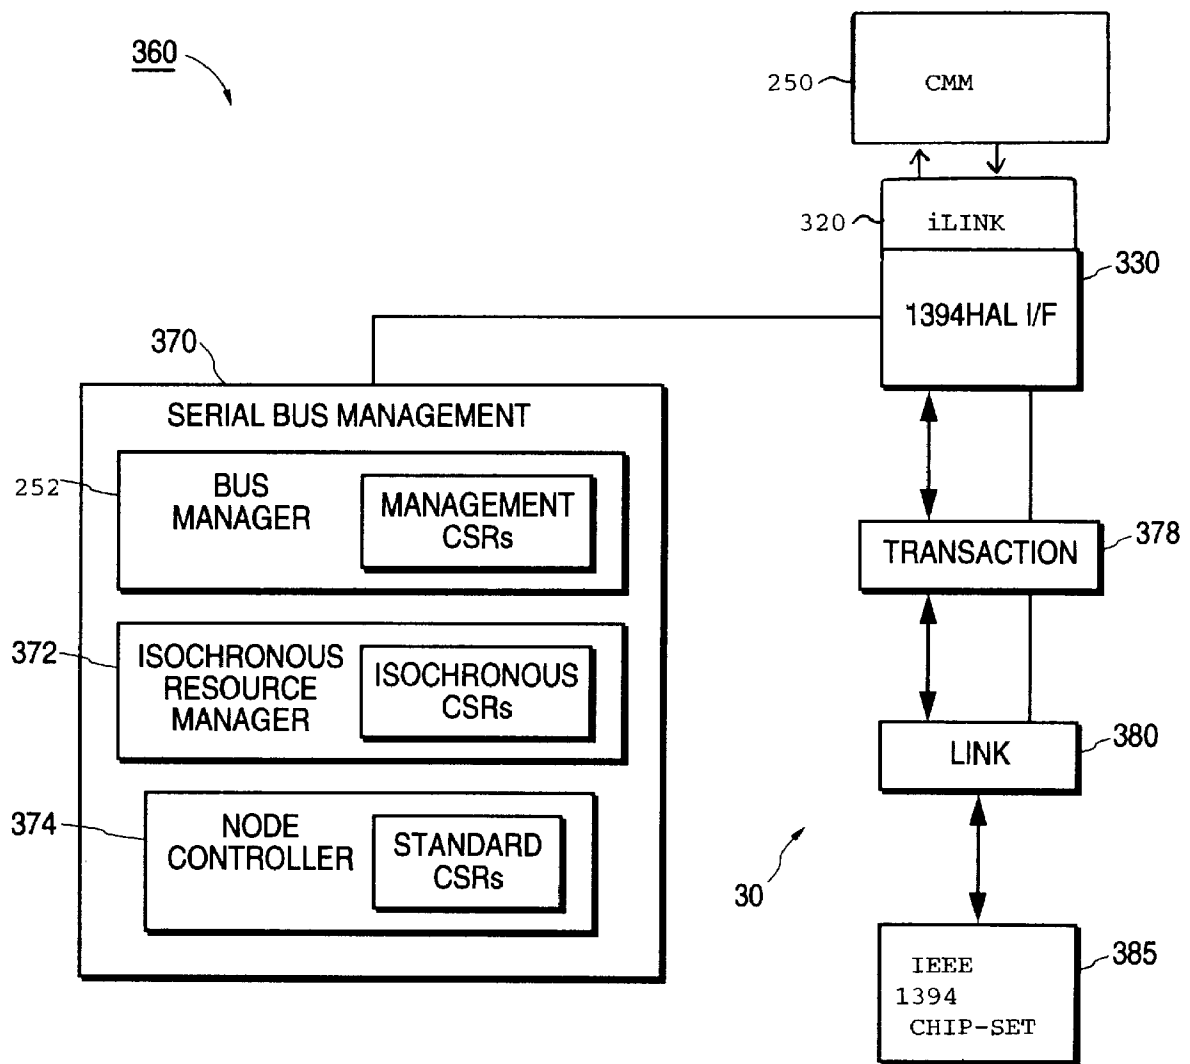 360
250
CMM
320
iLINK
330
1394HAL I/F
370
SERIAL BUS MANAGEMENT
252
BUS
MANAGER
MANAGEMENT
CSRs
378
TRANSACTION
372
ISOCHRONOUS
RESOURCE
MANAGER
ISOCHRONOUS
CSRs
380
LINK
374
NODE
CONTROLLER
STANDARD
CSRs
30
385
IEEE
1394
CHIP-SET